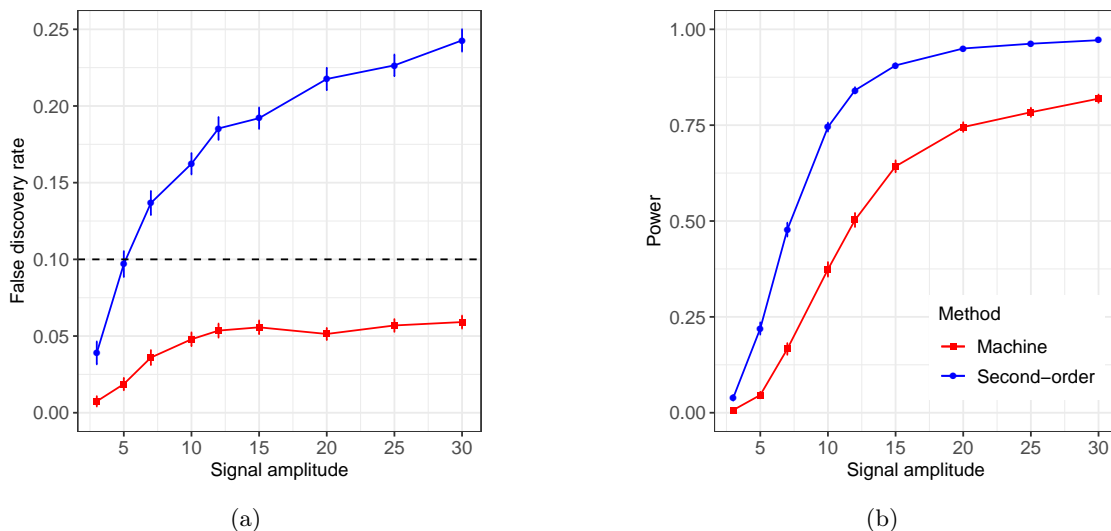 0.25
0.20
0.15
0.10
0.05
0.00
False discovery rate
5 10 15 20 25 30
Signal amplitude
(a)
1.00
0.75
0.50
0.25
0.00
Power
Method
Machine
Second−order
5 10 15 20 25 30
Signal amplitude
(b)